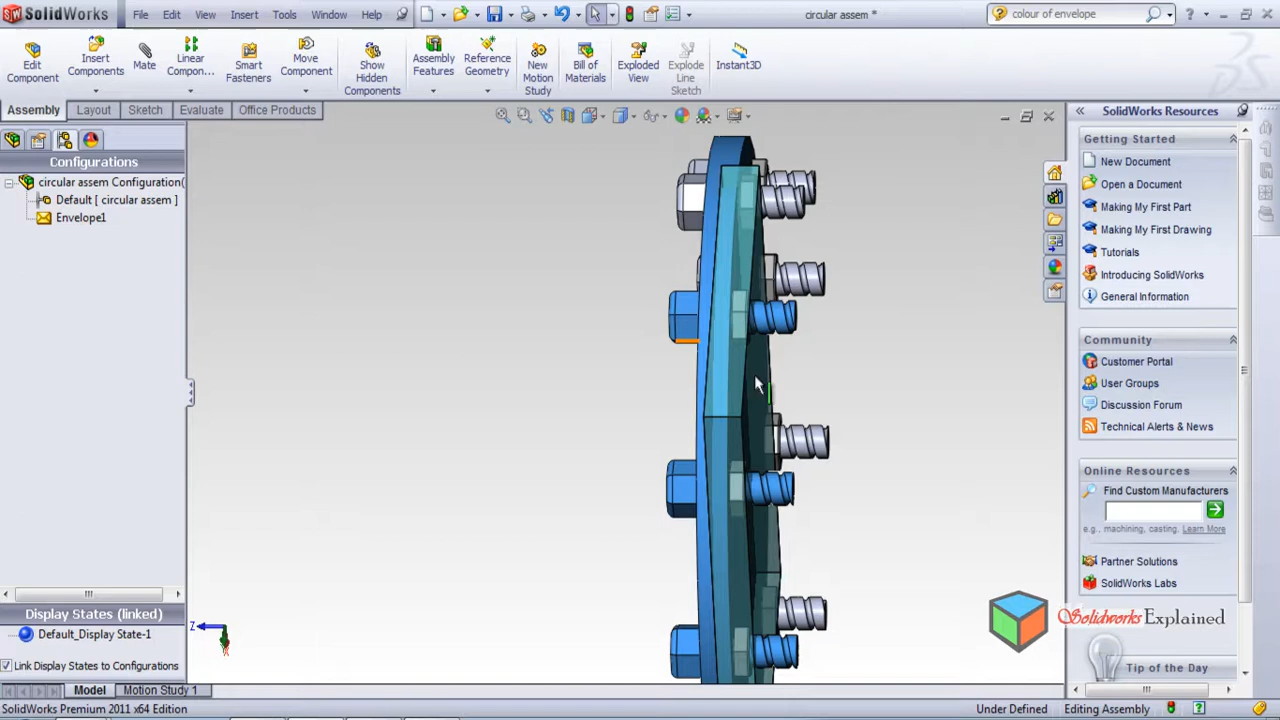 SolidWorks
File
Edit
View
Insert
Tools
Window
Help
circular assem *
colour of envelope
Edit
Component
Insert
Components
Mate
Linear
Compon...
Smart
Fasteners
Move
Component
Show
Hidden
Components
Assembly
Features
Reference
Geometry
New
Motion
Study
Bill of
Materials
Exploded
View
Explode
Line
Sketch
Instant3D
Assembly
Layout
Sketch
Evaluate
Office Products
Configurations
circular assem Configuration(
Default [ circular assem ]
Envelope1
Display States (linked)
Default_Display State-1
Link Display States to Configurations
Z
X
SolidWorks Resources
Getting Started
New Document
Open a Document
Making My First Part
Making My First Drawing
Tutorials
Introducing SolidWorks
General Information
Community
Customer Portal
User Groups
Discussion Forum
Technical Alerts & News
Online Resources
Find Custom Manufacturers
e.g., machining, casting. Learn More
Partner Solutions
SolidWorks Labs
Solidworks Explained
Tip of the Day
Model
Motion Study 1
SolidWorks Premium 2011 x64 Edition
Under Defined
Editing Assembly